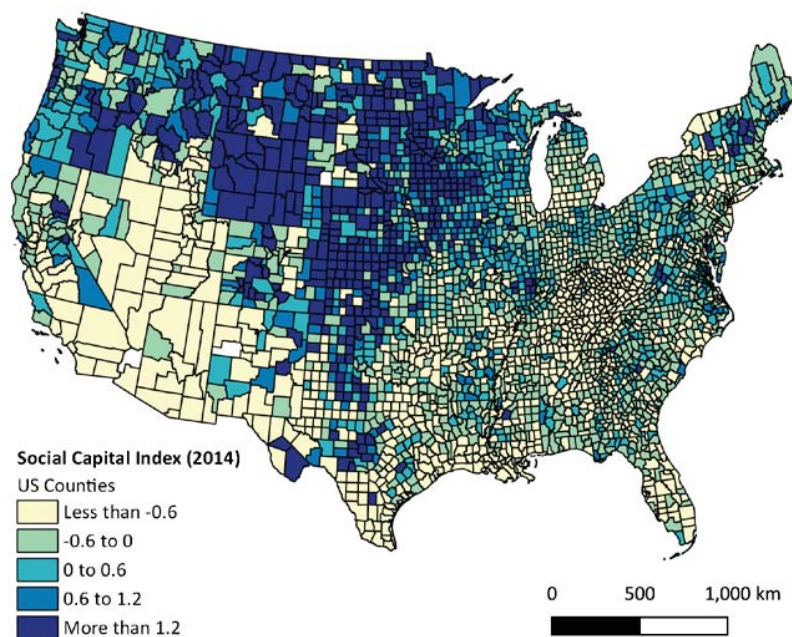 Social Capital Index (2014)
US Counties
Less than -0.6
-0.6 to 0
0 to 0.6
0.6 to 1.2
More than 1.2
0 500 1,000 km